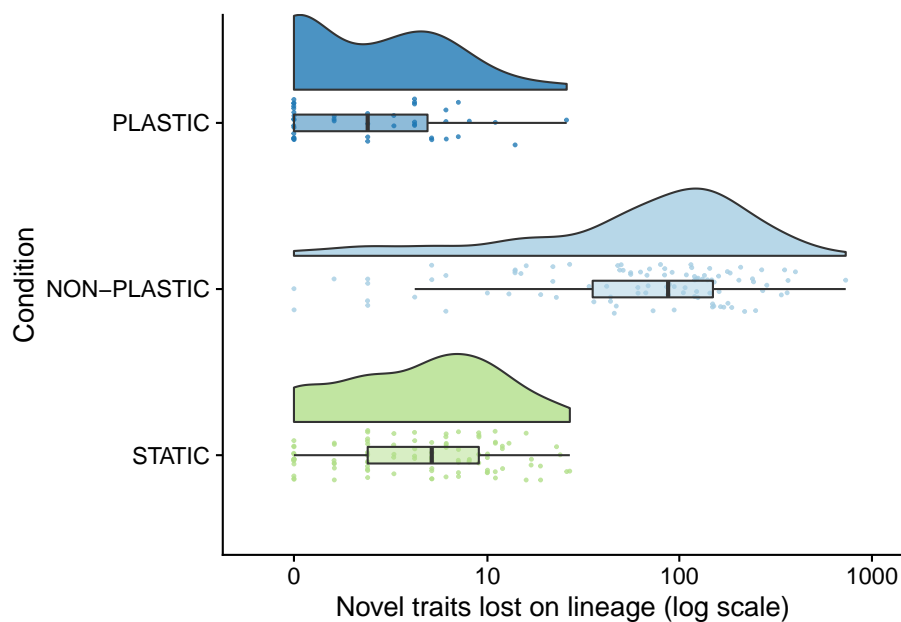 PLASTIC
NON−PLASTIC
STATIC
Condition
0 10 100 1000
Novel traits lost on lineage (log scale)